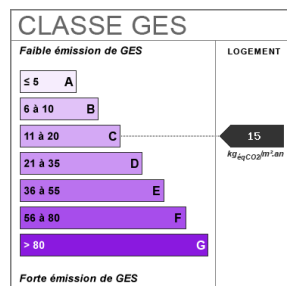 CLASSE GES
Faible émission de GES
LOGEMENT
≤ 5 A
6 à 10 B
11 à 20 C
15
kgéqCO2/m².an
21 à 35 D
36 à 55 E
56 à 80 F
> 80 G
Forte émission de GES